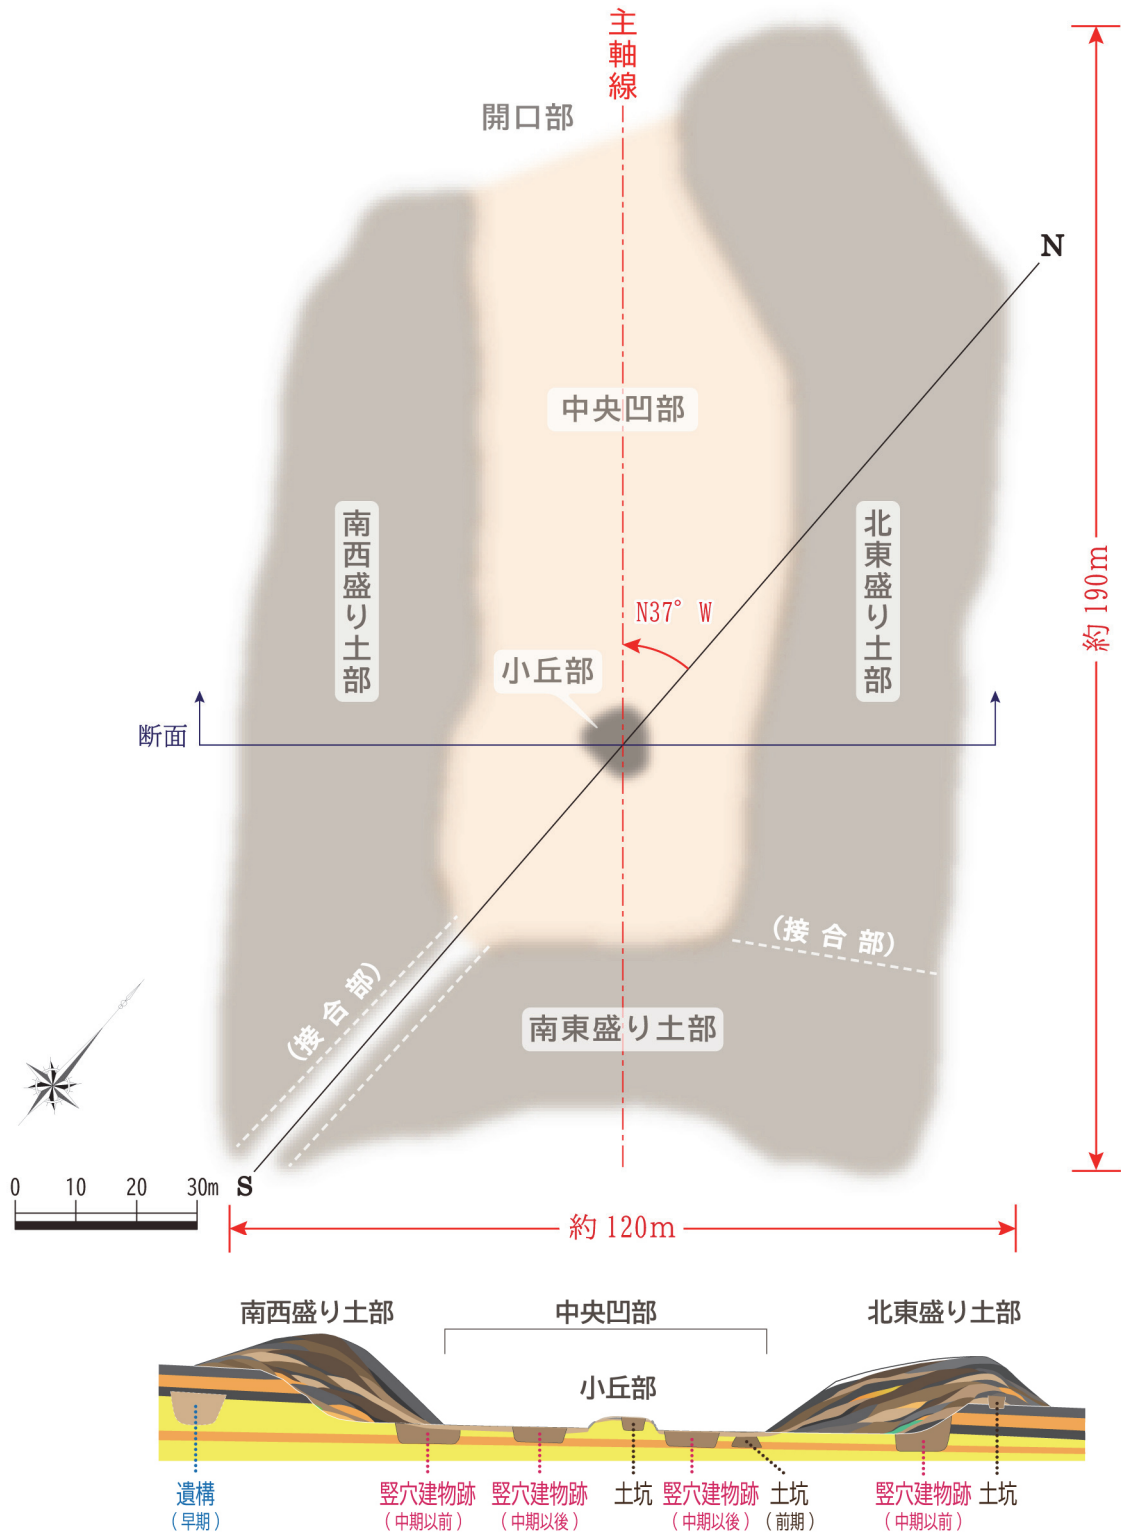 主軸線
開口部
N
中央凹部
南西盛り土部
北東盛り土部
約190m
N37°W
小丘部
断面
(接合部)
(接合部)
南東盛り土部
0 10 20 30m
S
約120m
南西盛り土部
中央凹部
北東盛り土部
小丘部
遺構
(早期)
竪穴建物跡
(中期以前)
竪穴建物跡
(中期以後)
土坑
竪穴建物跡
(中期以後)
土坑
(前期)
竪穴建物跡
(中期以前)
土坑